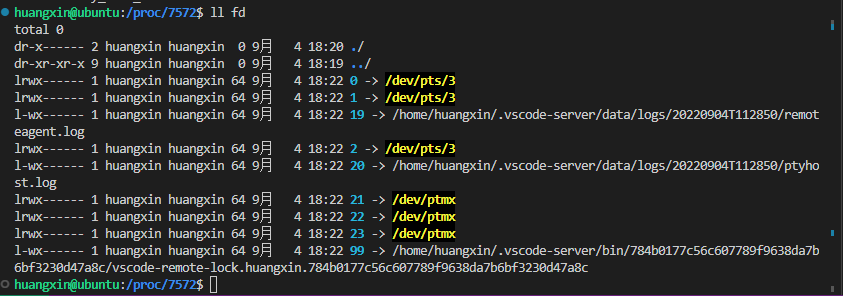 huangxin@ubuntu:/proc/7572$ ll fd
total 0
dr-x------ 2 huangxin huangxin  0 9月   4 18:20 ./
dr-xr-xr-x 9 huangxin huangxin  0 9月   4 18:19 ../
lrwx------ 1 huangxin huangxin 64 9月   4 18:22 0 -> /dev/pts/3
lrwx------ 1 huangxin huangxin 64 9月   4 18:22 1 -> /dev/pts/3
l-wx------ 1 huangxin huangxin 64 9月   4 18:22 19 -> /home/huangxin/.vscode-server/data/logs/20220904T112850/remot
eagent.log
lrwx------ 1 huangxin huangxin 64 9月   4 18:22 2 -> /dev/pts/3
l-wx------ 1 huangxin huangxin 64 9月   4 18:22 20 -> /home/huangxin/.vscode-server/data/logs/20220904T112850/ptyho
st.log
lrwx------ 1 huangxin huangxin 64 9月   4 18:22 21 -> /dev/ptmx
lrwx------ 1 huangxin huangxin 64 9月   4 18:22 22 -> /dev/ptmx
lrwx------ 1 huangxin huangxin 64 9月   4 18:22 23 -> /dev/ptmx
l-wx------ 1 huangxin huangxin 64 9月   4 18:22 99 -> /home/huangxin/.vscode-server/bin/784b0177c56c607789f9638da7b
6bf3230d47a8c/vscode-remote-lock.huangxin.784b0177c56c607789f9638da7b6bf3230d47a8c
huangxin@ubuntu:/proc/7572$